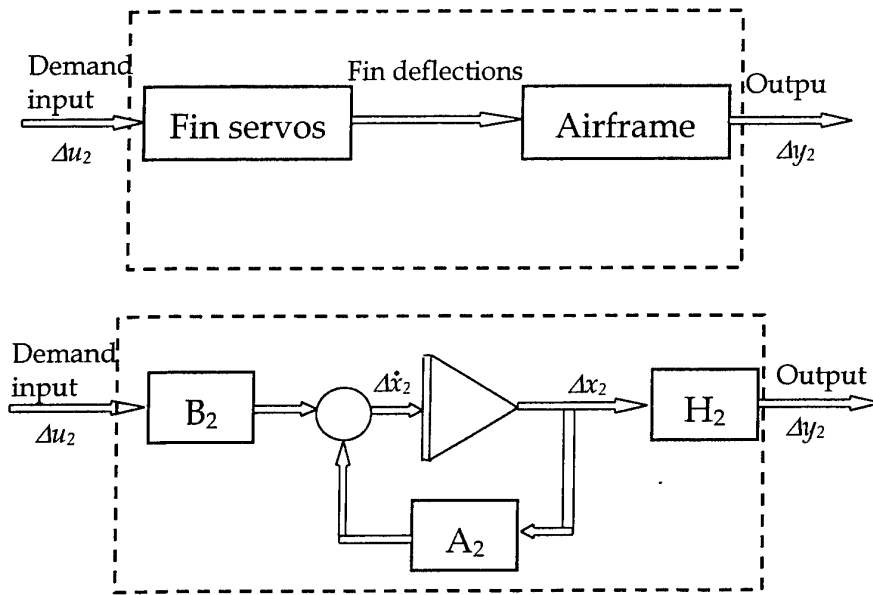 Demand
input
Δu₂
Fin servos
Fin deflections
Airframe
Outpu
Δy₂
Demand
input
Δu₂
B₂
Δẋ₂
Δx₂
A₂
H₂
Output
Δy₂